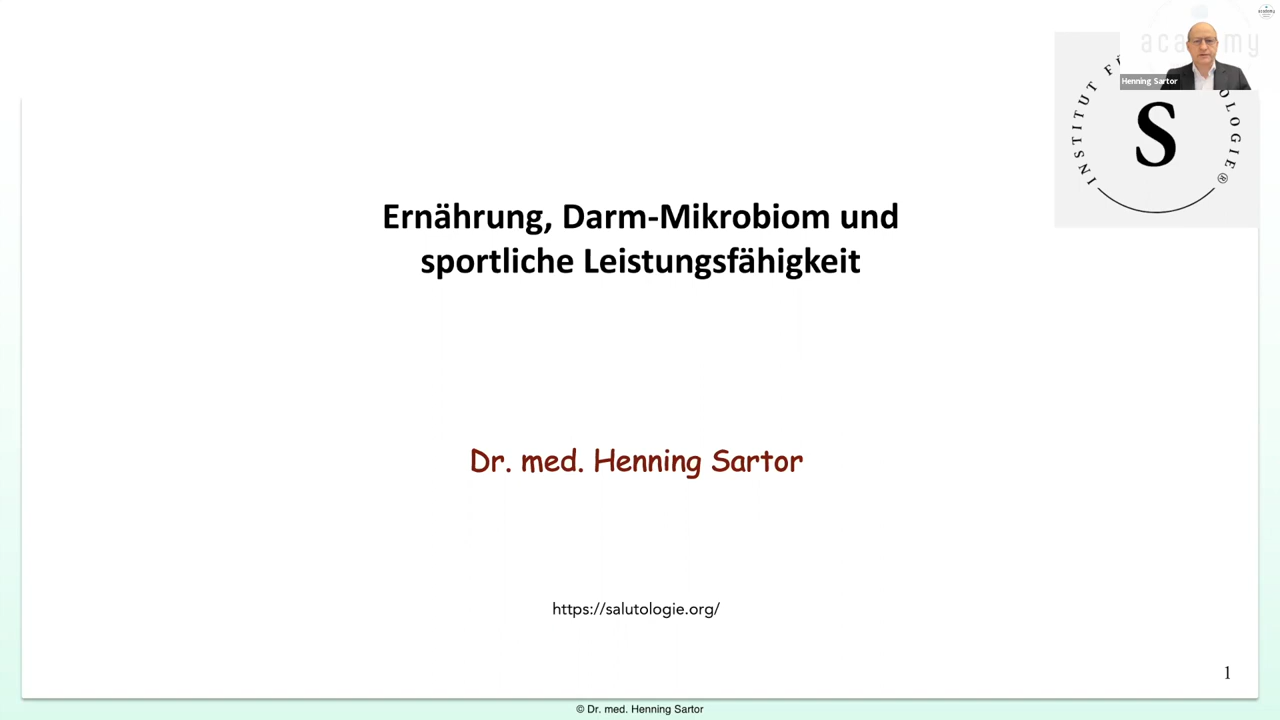 academy
Henning Sartor
S
Ernährung, Darm-Mikrobiom und
sportliche Leistungsfähigkeit
Dr. med. Henning Sartor
https://salutologie.org/
1
© Dr. med. Henning Sartor